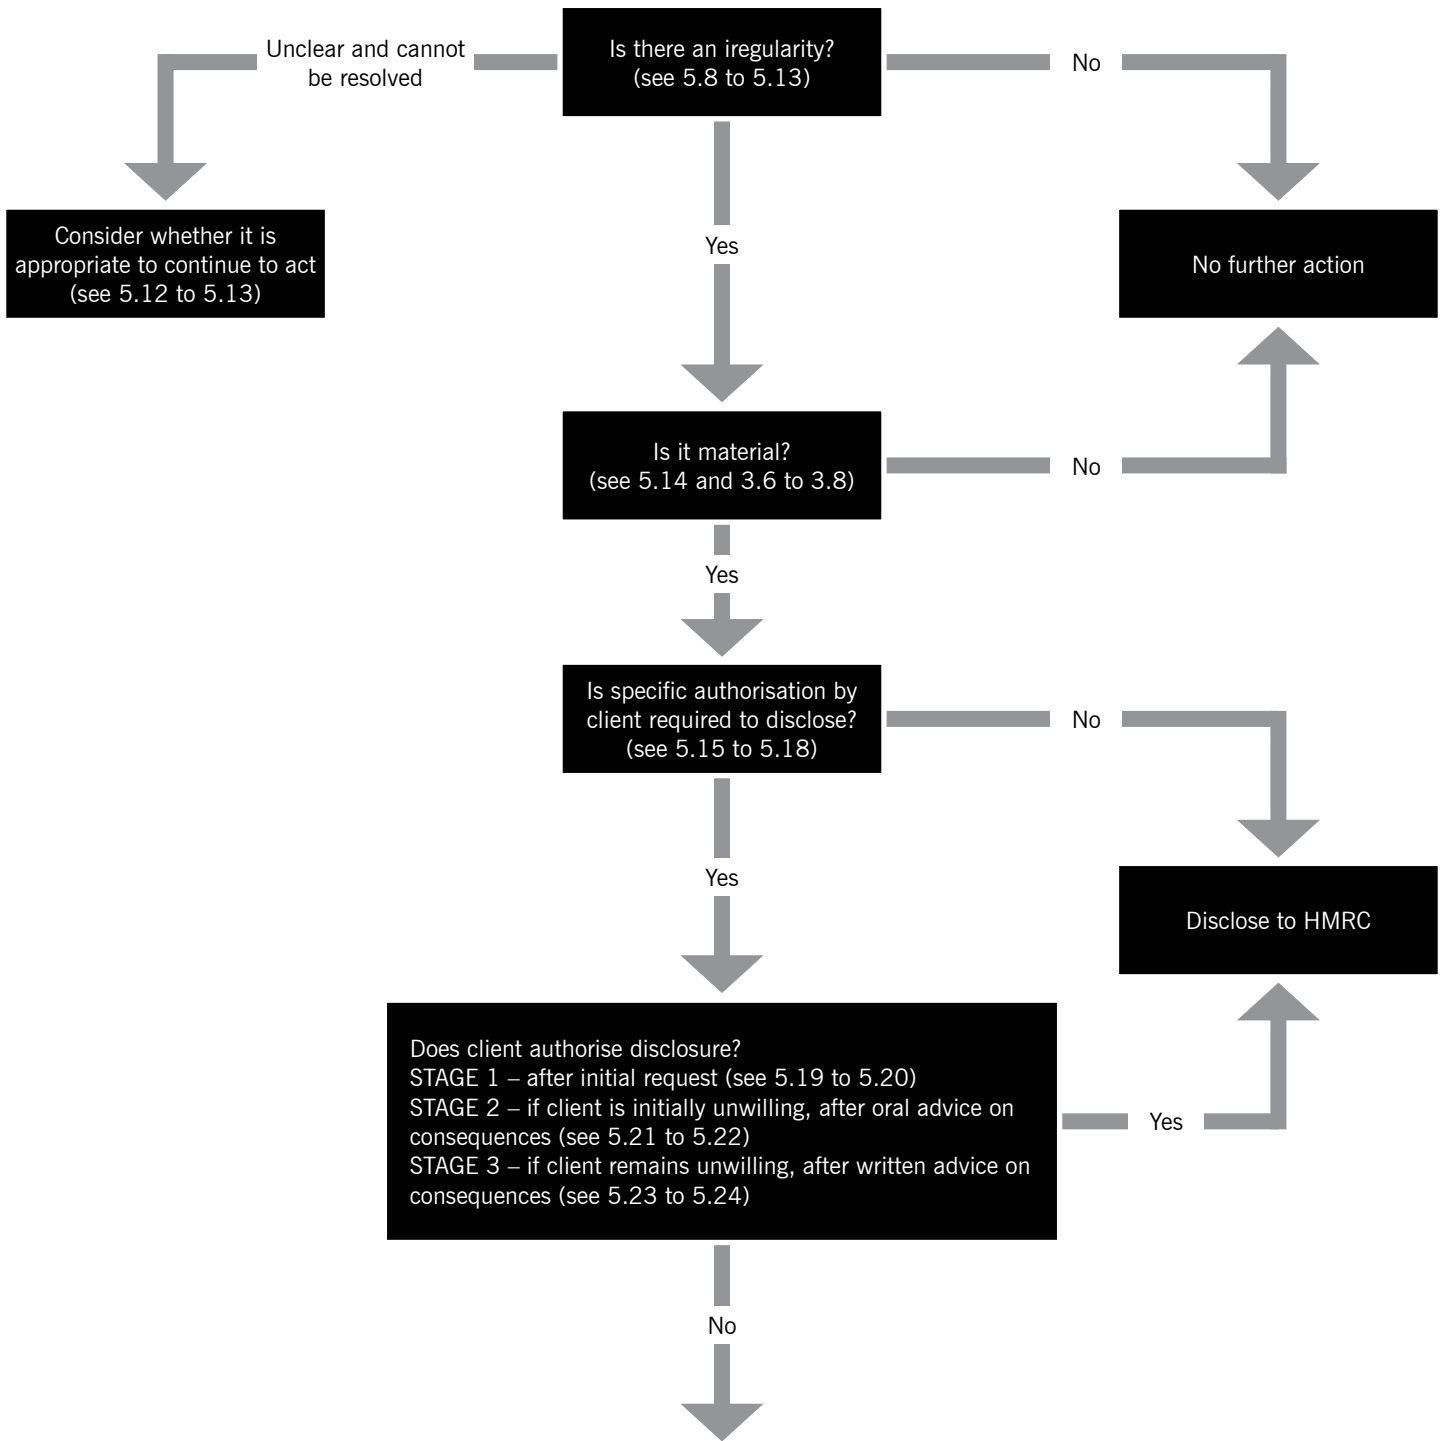 Unclear and cannot
be resolved
Is there an iregularity?
(see 5.8 to 5.13)
No
Consider whether it is
appropriate to continue to act
(see 5.12 to 5.13)
Yes
No further action
Is it material?
(see 5.14 and 3.6 to 3.8)
No
Yes
Is specific authorisation by
client required to disclose?
(see 5.15 to 5.18)
No
Yes
Disclose to HMRC
Does client authorise disclosure?
STAGE 1 – after initial request (see 5.19 to 5.20)
STAGE 2 – if client is initially unwilling, after oral advice on
consequences (see 5.21 to 5.22)
STAGE 3 – if client remains unwilling, after written advice on
consequences (see 5.23 to 5.24)
Yes
No